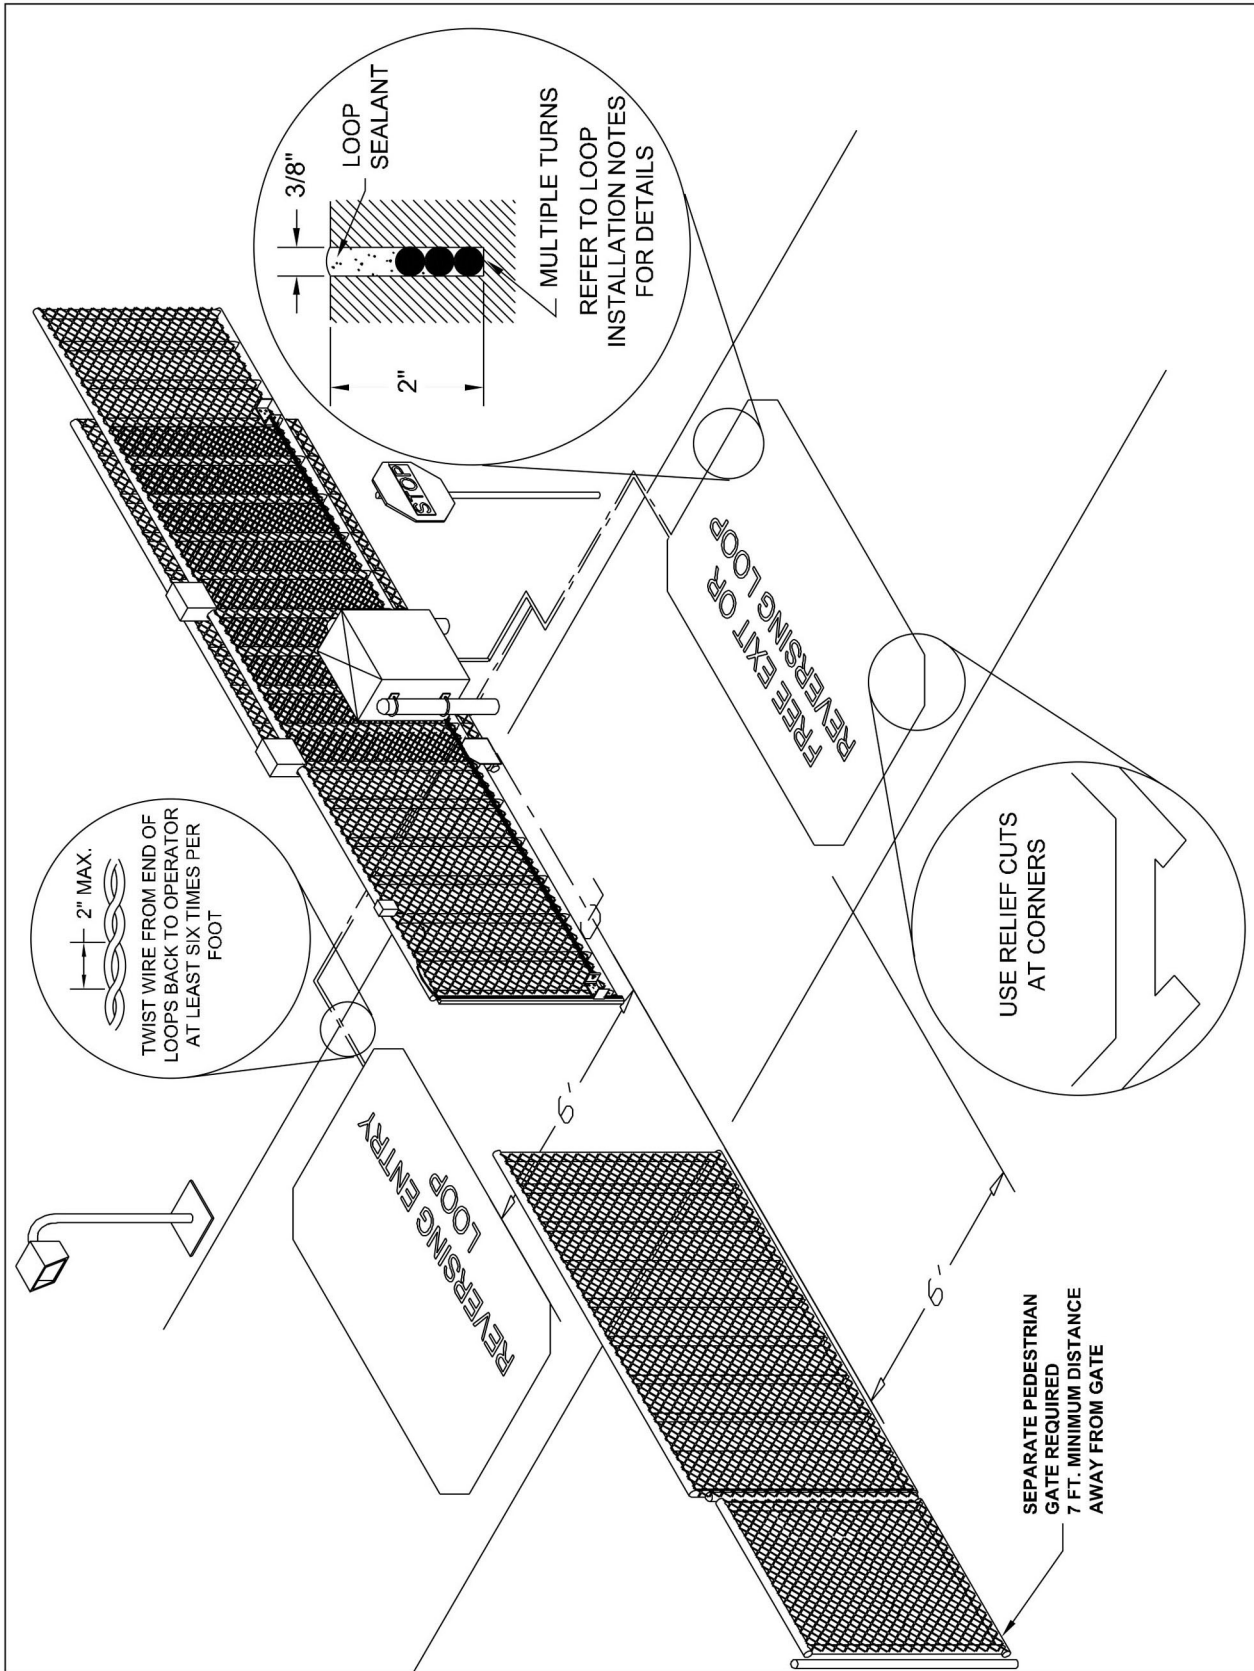 3/8"
LOOP
SEALANT
2"
MULTIPLE TURNS
REFER TO LOOP
INSTALLATION NOTES
FOR DETAILS
STOP
2" MAX.
TWIST WIRE FROM END OF
LOOPS BACK TO OPERATOR
AT LEAST SIX TIMES PER
FOOT
REVERSING ENTRY
LOOP
6'
FREE EXIT OR
REVERSING LOOP
USE RELIEF CUTS
AT CORNERS
6'
SEPARATE PEDESTRIAN
GATE REQUIRED
7 FT. MINIMUM DISTANCE
AWAY FROM GATE